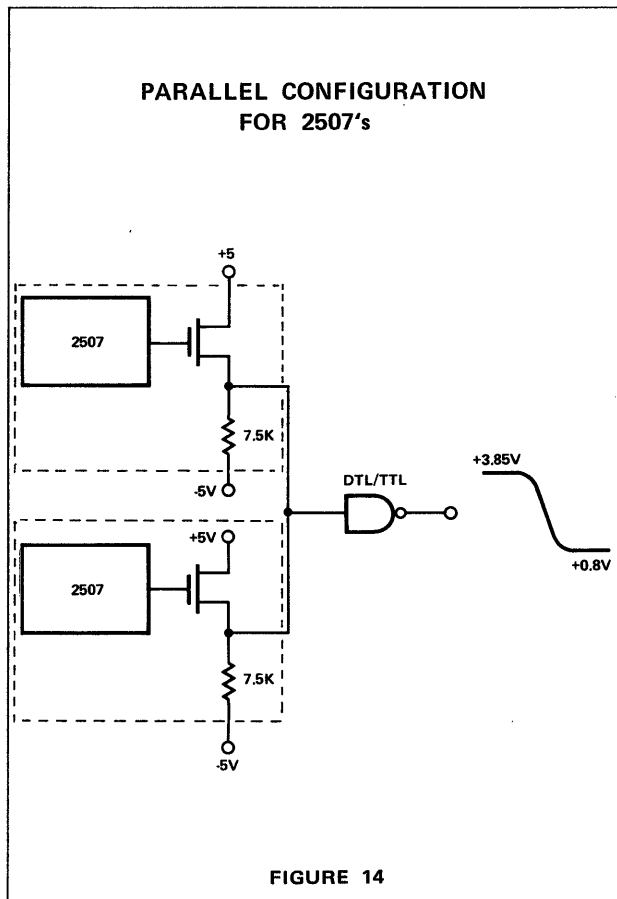 PARALLEL CONFIGURATION
FOR 2507's
+5
2507
7.5K
-5V
DTL/TTL
+3.85V
+0.8V
+5V
2507
7.5K
-5V
FIGURE 14